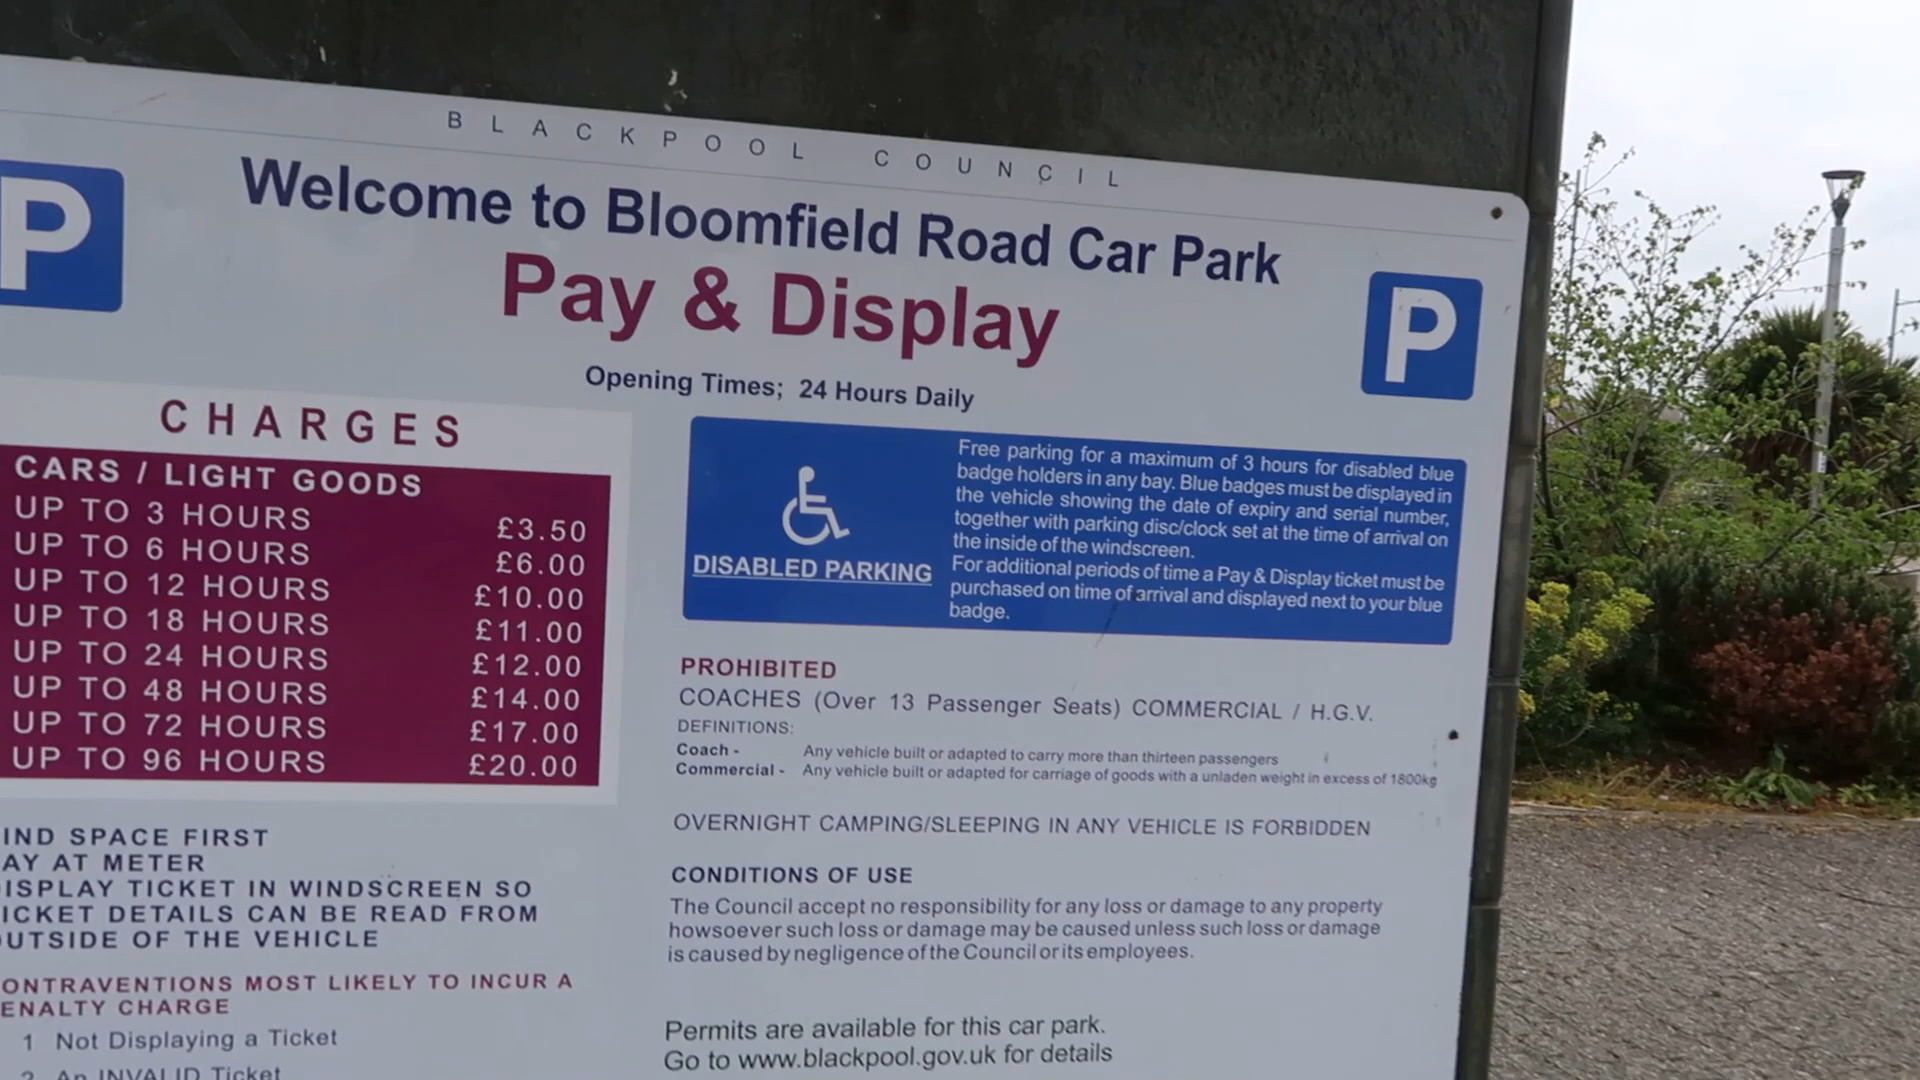 BLACKPOOL COUNCIL
Welcome to Bloomfield Road Car Park
P
Pay & Display
P
Opening Times; 24 Hours Daily
CHARGES
CARS / LIGHT GOODS
UP TO 3 HOURS £3.50
UP TO 6 HOURS £6.00
UP TO 12 HOURS £10.00
UP TO 18 HOURS £11.00
UP TO 24 HOURS £12.00
UP TO 48 HOURS £14.00
UP TO 72 HOURS £17.00
UP TO 96 HOURS £20.00
IND SPACE FIRST
AY AT METER
ISPLAY TICKET IN WINDSCREEN SO
ICKET DETAILS CAN BE READ FROM
UTSIDE OF THE VEHICLE
ONTRAVENTIONS MOST LIKELY TO INCUR A
ENALTY CHARGE
1 Not Displaying a Ticket
2 An INVALID Ticket
DISABLED PARKING
Free parking for a maximum of 3 hours for disabled blue
badge holders in any bay. Blue badges must be displayed in
the vehicle showing the date of expiry and serial number,
together with parking disc/clock set at the time of arrival on
the inside of the windscreen.
For additional periods of time a Pay & Display ticket must be
purchased on time of arrival and displayed next to your blue
badge.
PROHIBITED
COACHES (Over 13 Passenger Seats) COMMERCIAL / H.G.V.
DEFINITIONS:
Coach - Any vehicle built or adapted to carry more than thirteen passengers
Commercial - Any vehicle built or adapted for carriage of goods with a unladen weight in excess of 1800kg
OVERNIGHT CAMPING/SLEEPING IN ANY VEHICLE IS FORBIDDEN
CONDITIONS OF USE
The Council accept no responsibility for any loss or damage to any property
howsoever such loss or damage may be caused unless such loss or damage
is caused by negligence of the Council or its employees.
Permits are available for this car park.
Go to www.blackpool.gov.uk for details